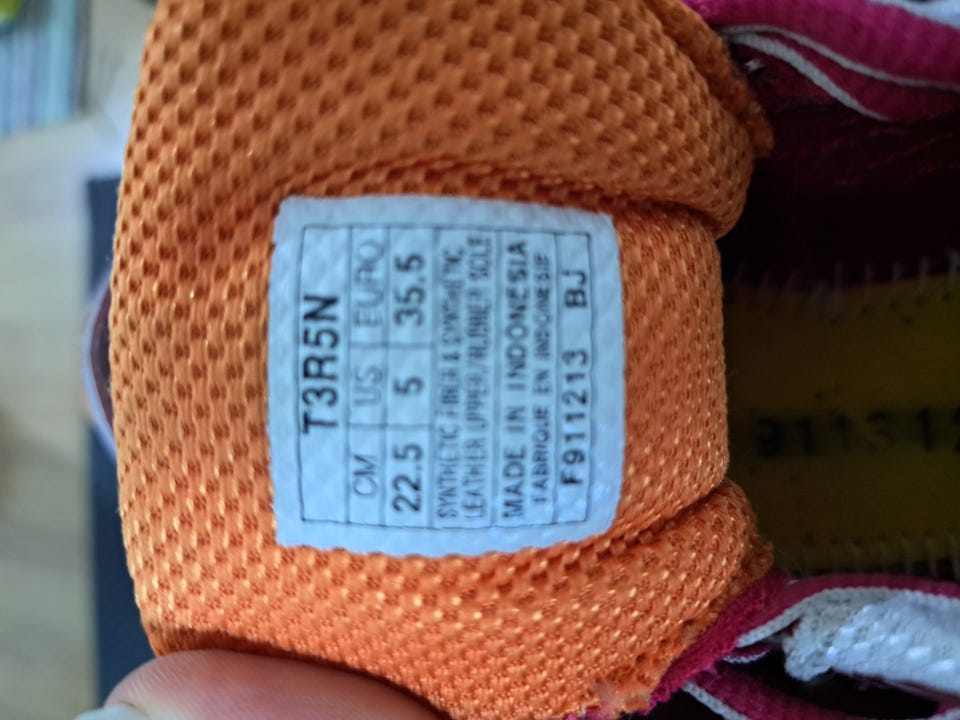 T3R5N
CM US EURO
22.5 5 35.5
SYNTHETIC FIBER & SYNTHETIC
LEATHER UPPER/RUBBER SOLE
MADE IN INDONESIA
FABRIQUE EN INDONESIE
F911213 BJ